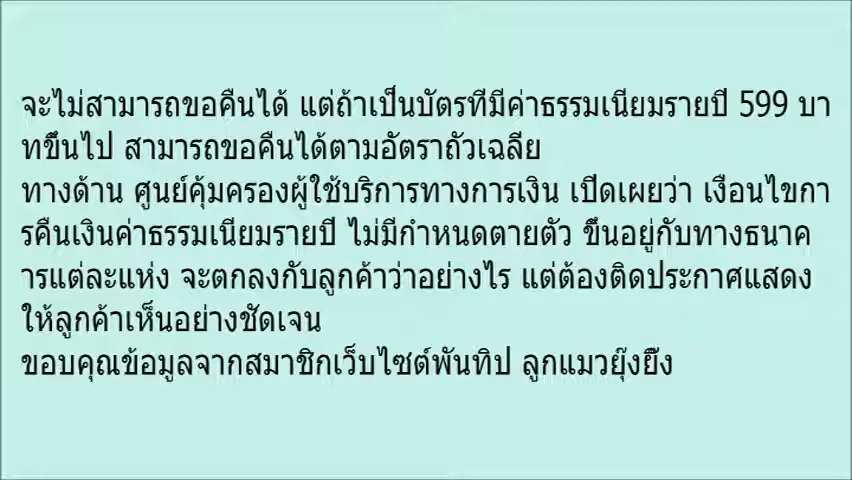 จะไม่สามารถขอคืนได้ แต่ถ้าเป็นบัตรที่มีค่าธรรมเนียมรายปี 599 บา
ทขึ้นไป สามารถขอคืนได้ตามอัตราถัวเฉลี่ย
ทางด้าน ศูนย์คุ้มครองผู้ใช้บริการทางการเงิน เปิดเผยว่า เงื่อนไขกา
รคืนเงินค่าธรรมเนียมรายปี ไม่มีกำหนดตายตัว ขึ้นอยู่กับทางธนาค
ารแต่ละแห่ง จะตกลงกับลูกค้าว่าอย่างไร แต่ต้องติดประกาศแสดง
ให้ลูกค้าเห็นอย่างชัดเจน
ขอบคุณข้อมูลจากสมาชิกเว็บไซต์พันทิป ลูกแมวยุ๊งยิ๊ง